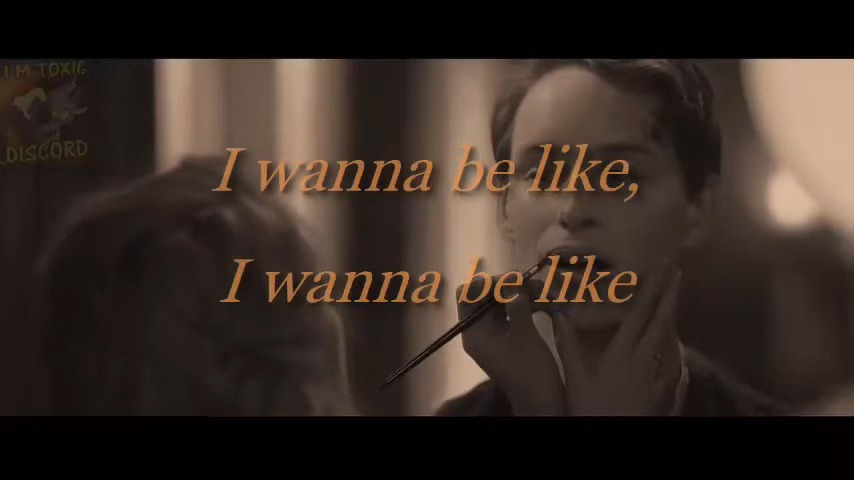 I'M TOXIC
DISCORD
I wanna be like,
I wanna be like